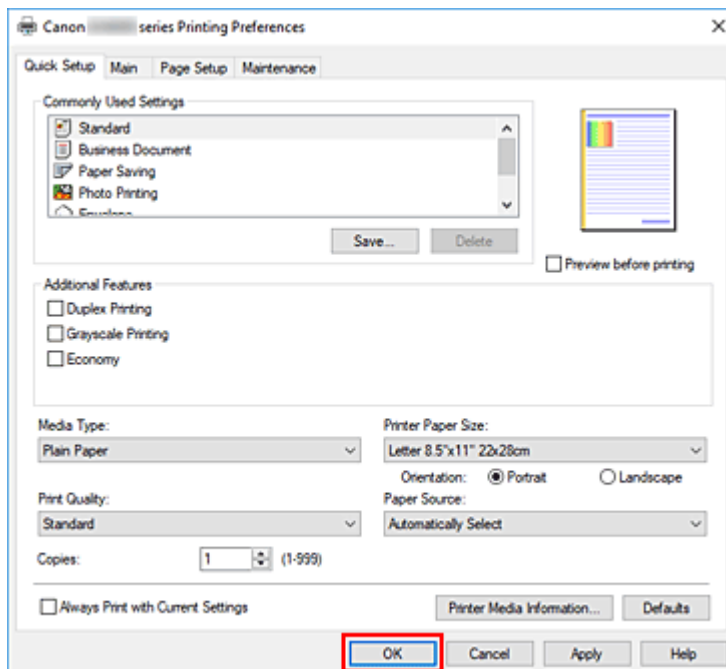 Canon series Printing Preferences
Quick Setup Main Page Setup Maintenance
Commonly Used Settings
Standard
Business Document
Paper Saving
Photo Printing
Envelope
Save... Delete
Preview before printing
Additional Features
Duplex Printing
Grayscale Printing
Economy
Media Type: Printer Paper Size:
Plain Paper Letter 8.5"x11" 22x28cm
Orientation: Portrait Landscape
Print Quality: Paper Source:
Standard Automatically Select
Copies: 1 (1-999)
Always Print with Current Settings Printer Media Information... Defaults
OK Cancel Apply Help